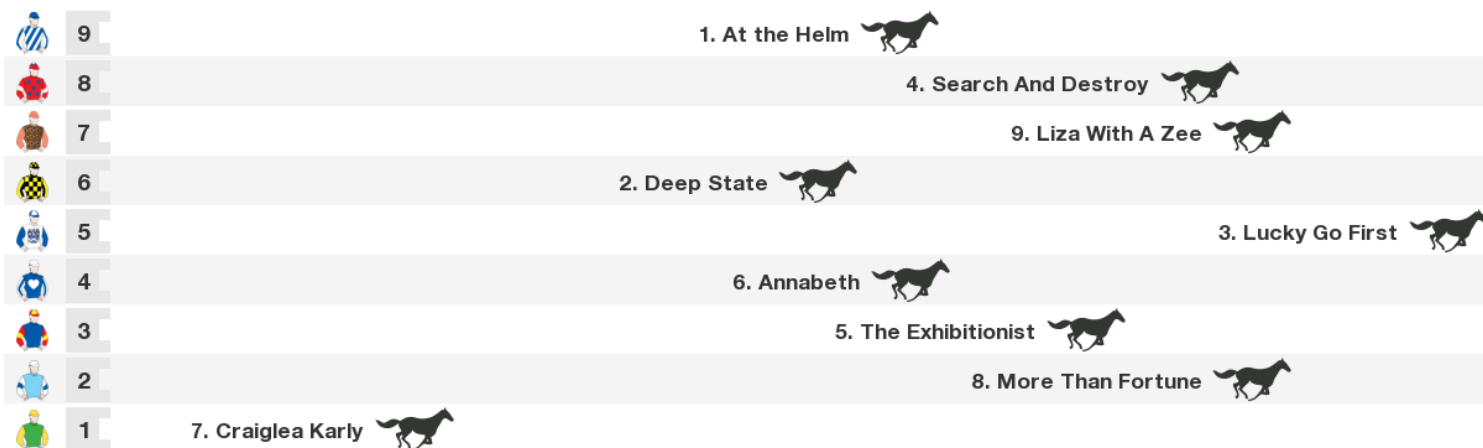 9 1. At the Helm
8 4. Search And Destroy
7 9. Liza With A Zee
6 2. Deep State
5 3. Lucky Go First
4 6. Annabeth
3 5. The Exhibitionist
2 8. More Than Fortune
1 7. Craiglea Karly